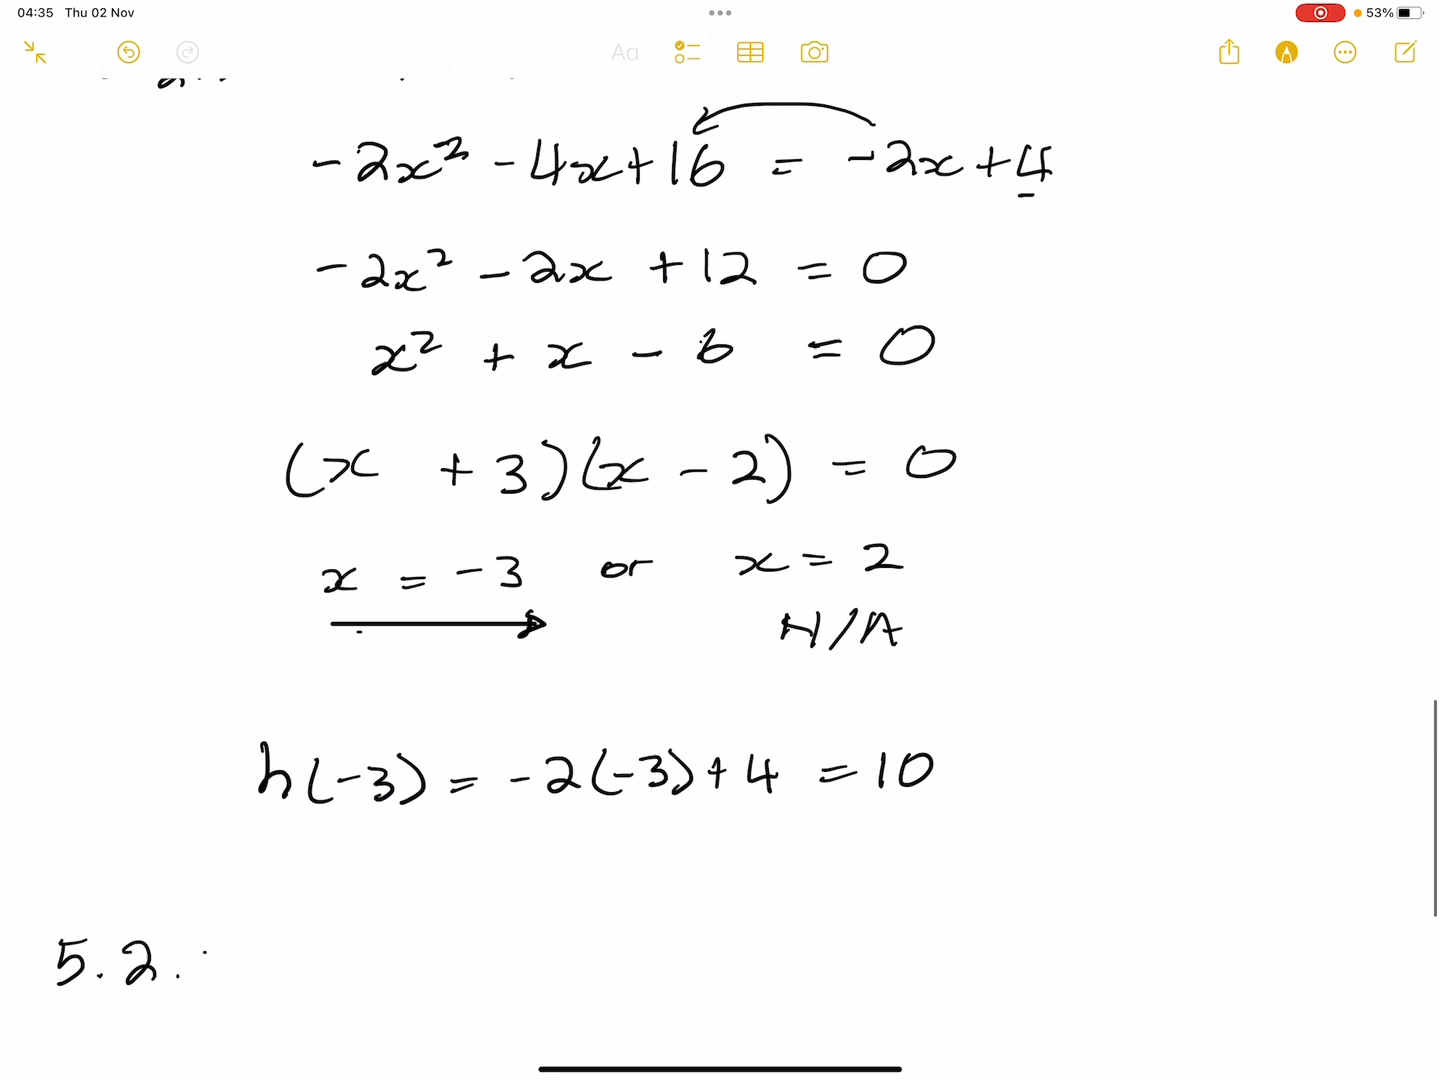 04:35 Thu 02 Nov 53%
Aa
-2x² -4x+16 = -2x+4
-2x² -2x +12 = 0
x² + x - 6 = 0
(x +3)(x-2) = 0
x = -3 or x = 2
N/A
h(-3) = -2(-3)+4 = 10
5.2.